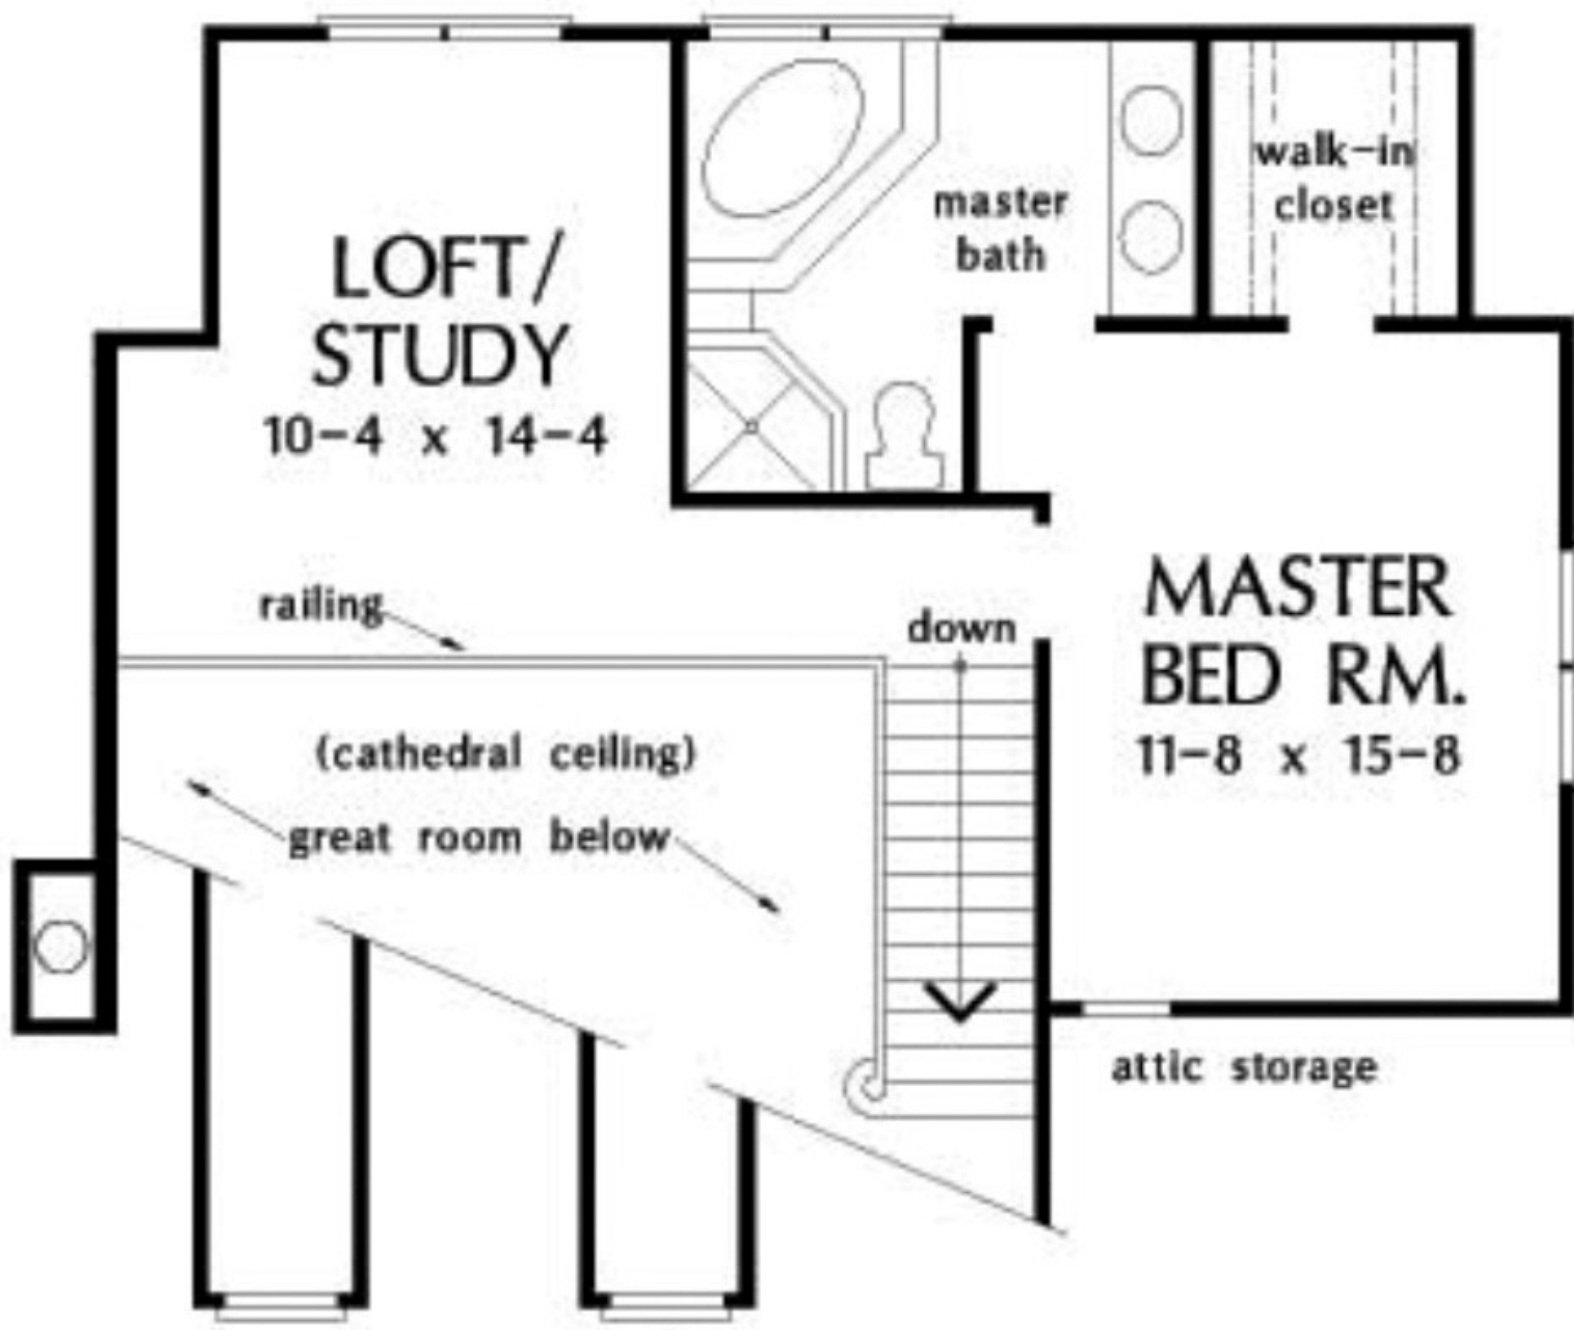 LOFT/
STUDY
10-4 x 14-4
master
bath
walk-in
closet
railing
down
MASTER
BED RM.
11-8 x 15-8
(cathedral ceiling)
great room below
attic storage